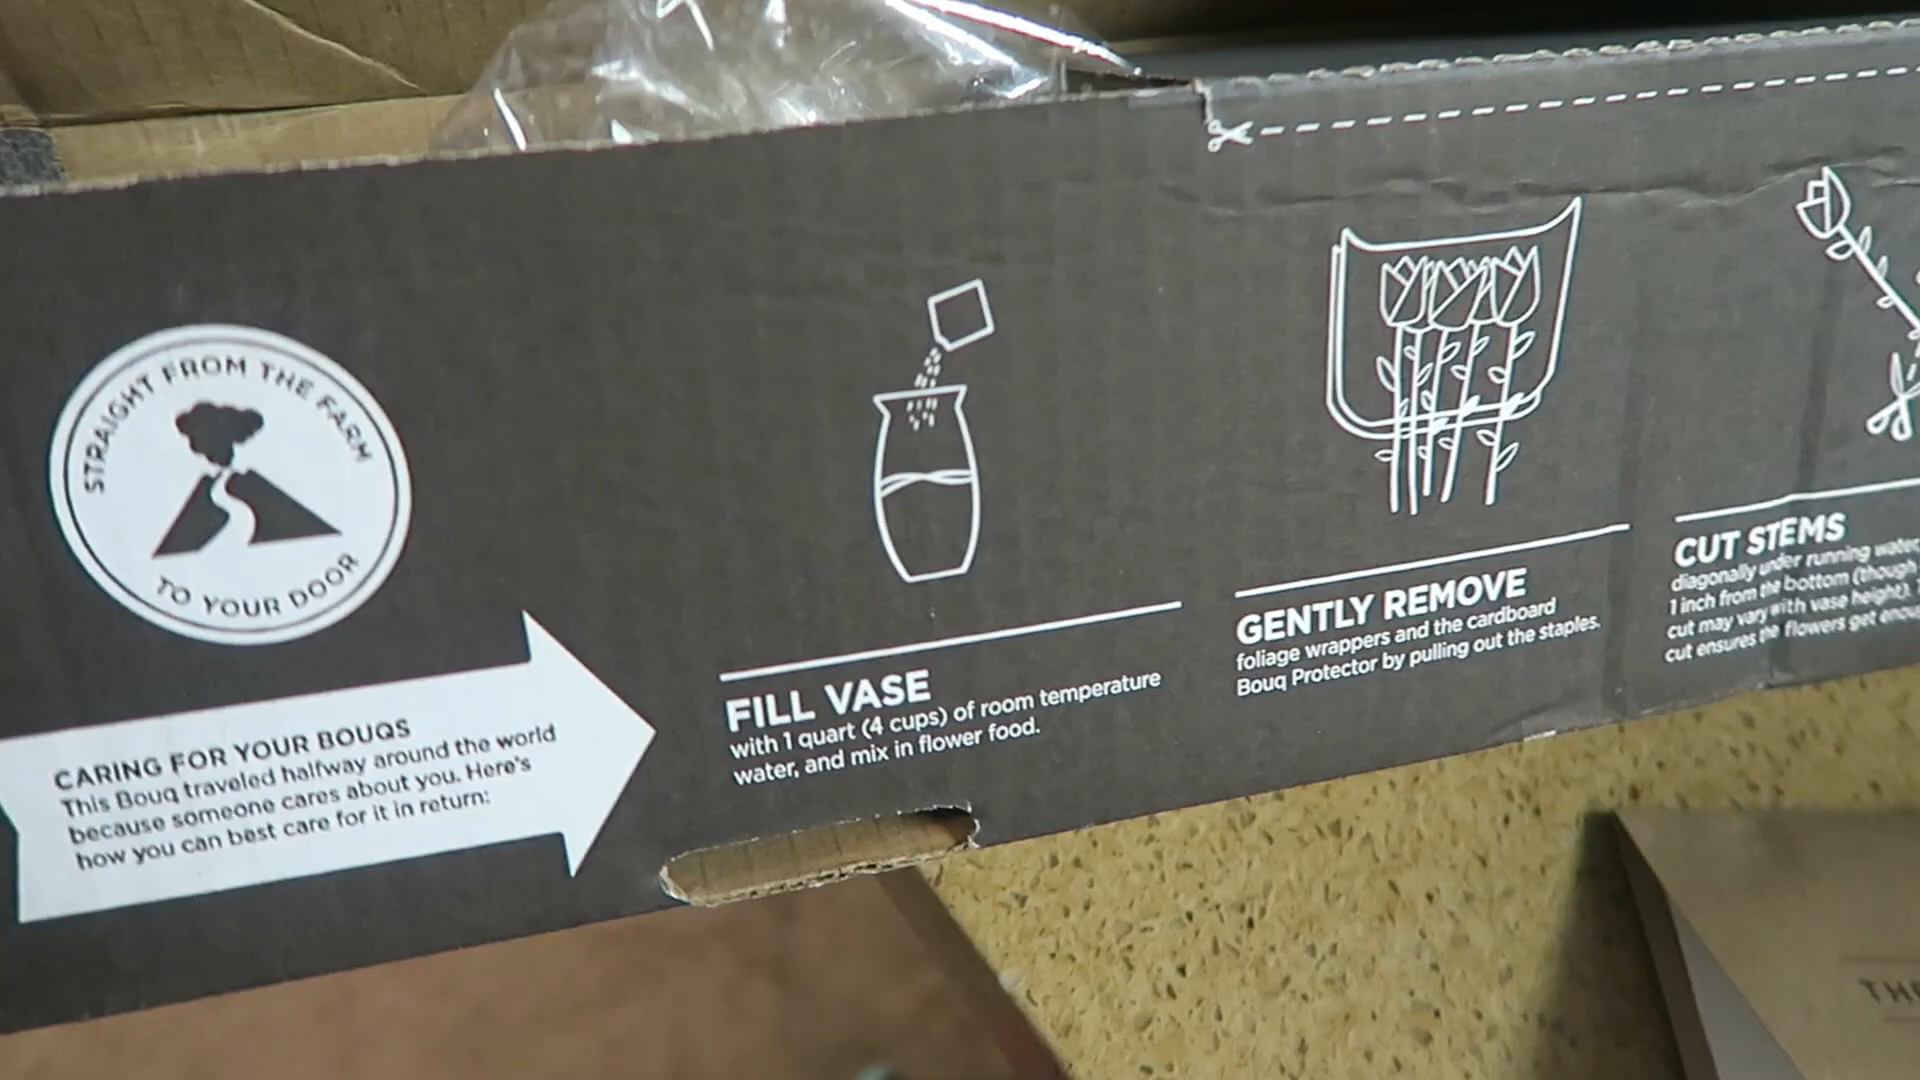 STRAIGHT FROM THE FARM
TO YOUR DOOR
CARING FOR YOUR BOUQS
This Bouq traveled halfway around the world
because someone cares about you. Here's
how you can best care for it in return:
FILL VASE
with 1 quart (4 cups) of room temperature
water, and mix in flower food.
GENTLY REMOVE
foliage wrappers and the cardboard
Bouq Protector by pulling out the staples.
CUT STEMS
diagonally under running water,
1 inch from the bottom (though
cut may vary with vase height).
cut ensures the flowers get